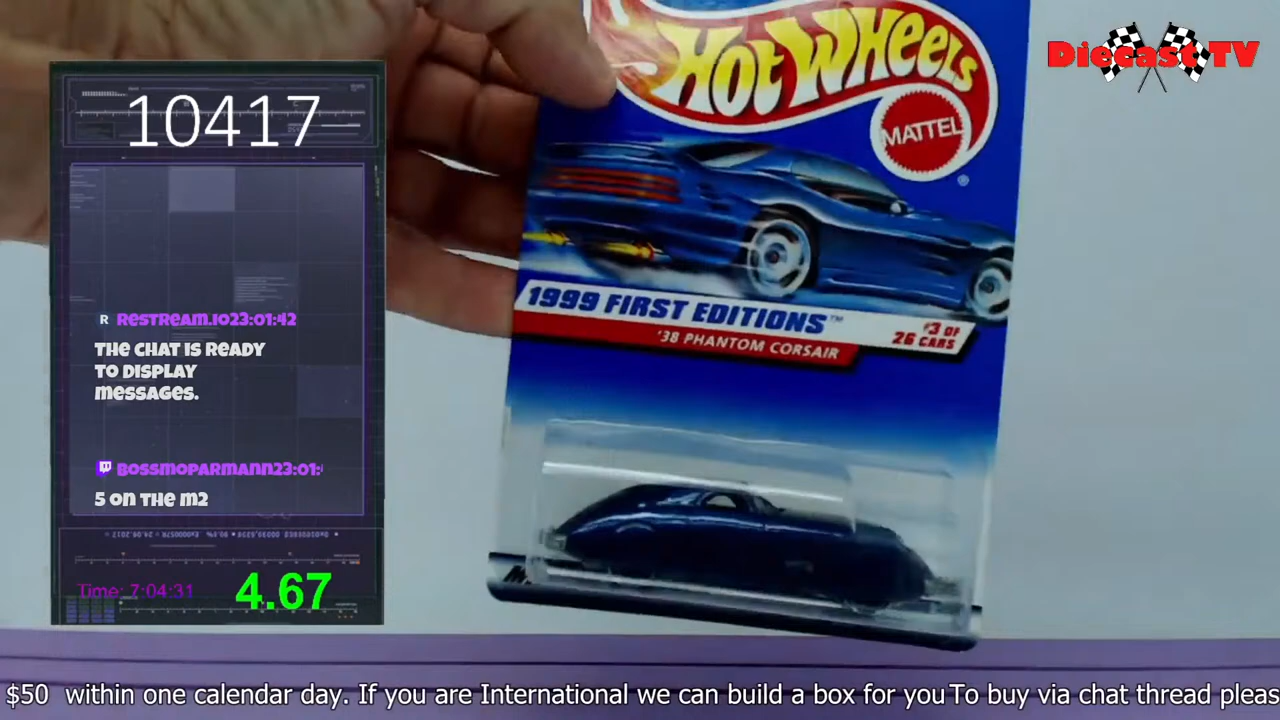 10417
Restream.io23:01:42
THE CHAT IS READY
TO DISPLAY
MESSAGES.
BOSSMOPARMANN23:01:
5 ON THE M2
Time: 7:04:31
4.67
HOT WHEELS
MATTEL
®
1999 FIRST EDITIONS™
'38 PHANTOM CORSAIR
#3 OF
26 CARS
Diecast TV
$50 within one calendar day. If you are International we can build a box for you To buy via chat thread pleas